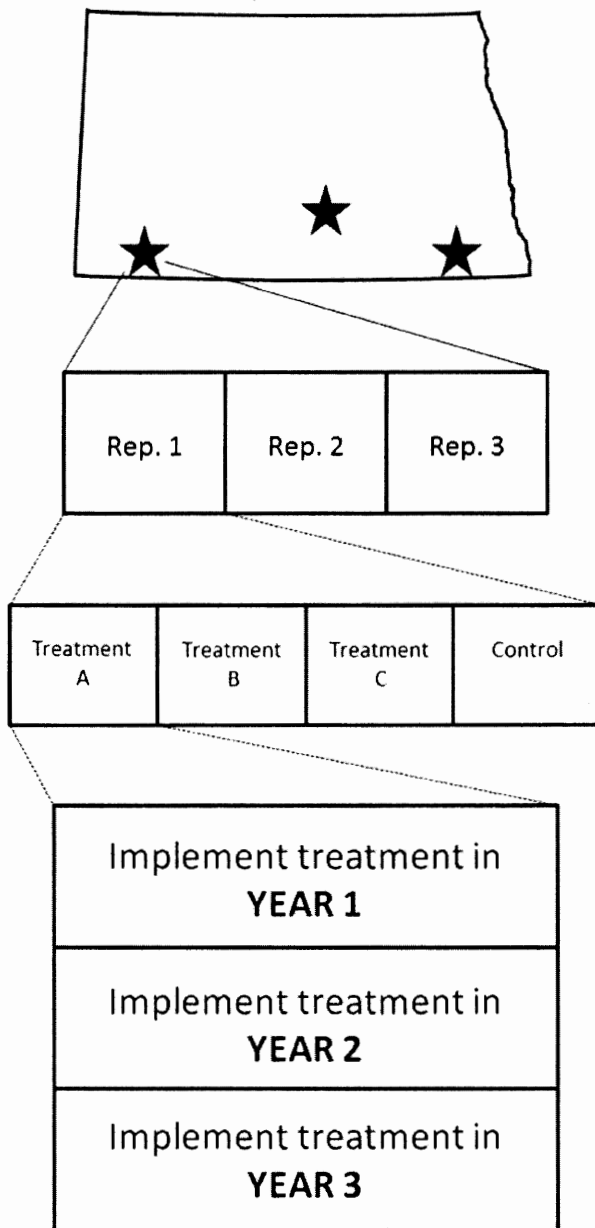 Rep. 1
Rep. 2
Rep. 3
Treatment
A
Treatment
B
Treatment
C
Control
Implement treatment in
YEAR 1
Implement treatment in
YEAR 2
Implement treatment in
YEAR 3